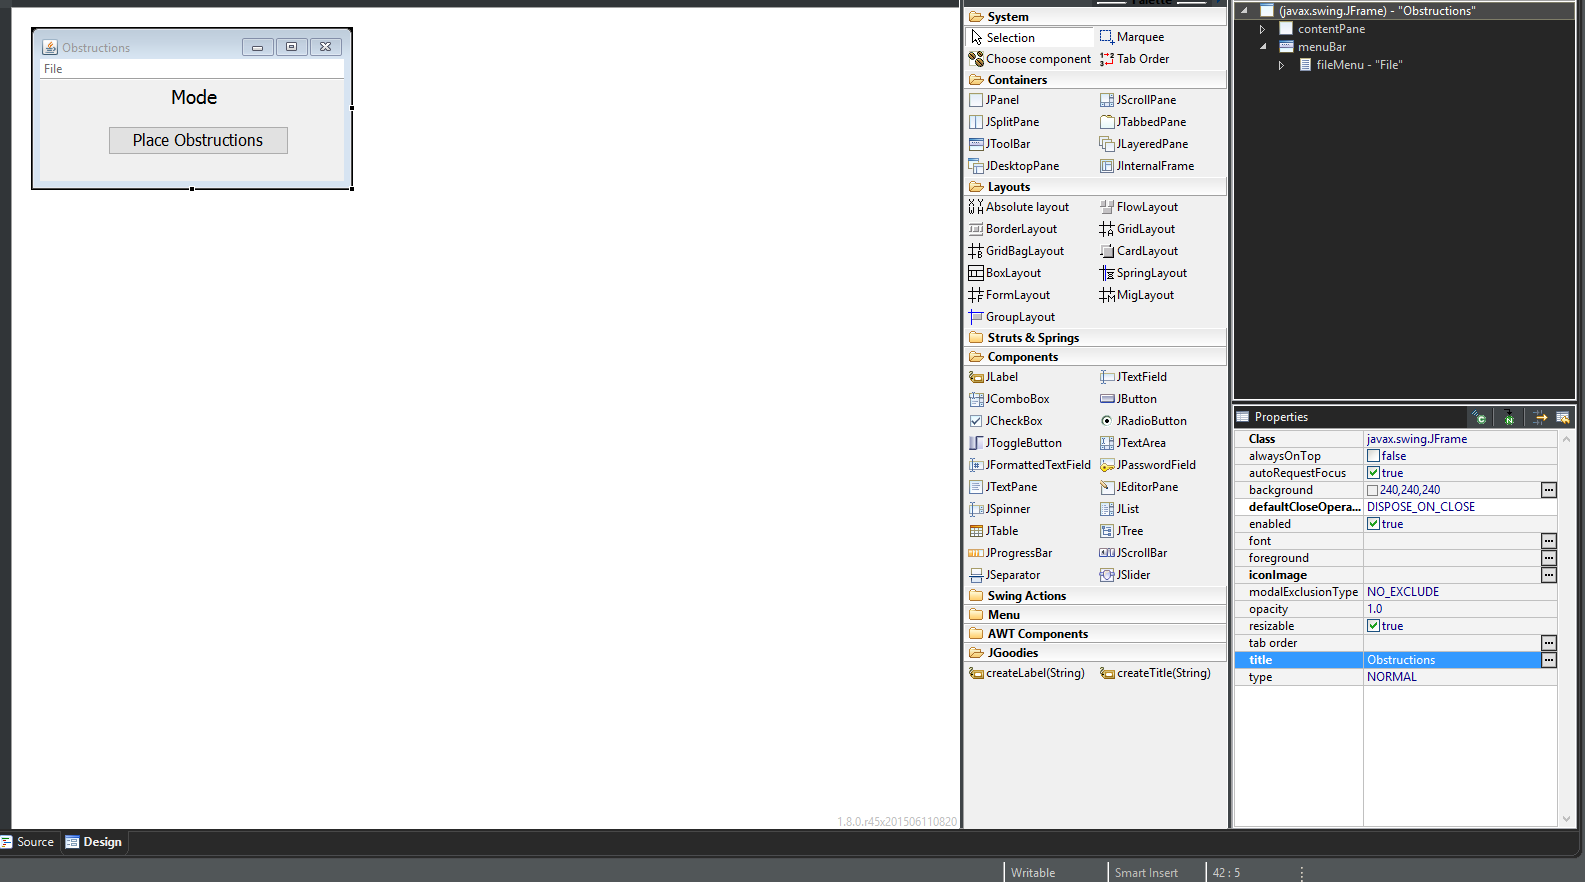 Obstructions
File
Mode
Place Obstructions
1.8.0.r45x201506110820
Source
Design
Palette
System
Selection
Marquee
Choose component
Tab Order
Containers
JPanel
JScrollPane
JSplitPane
JTabbedPane
JToolBar
JLayeredPane
JDesktopPane
JInternalFrame
Layouts
Absolute layout
FlowLayout
BorderLayout
GridLayout
GridBagLayout
CardLayout
BoxLayout
SpringLayout
FormLayout
MigLayout
GroupLayout
Struts & Springs
Components
JLabel
JTextField
JComboBox
JButton
JCheckBox
JRadioButton
JToggleButton
JTextArea
JFormattedTextField
JPasswordField
JTextPane
JEditorPane
JSpinner
JList
JTable
JTree
JProgressBar
JScrollBar
JSeparator
JSlider
Swing Actions
Menu
AWT Components
JGoodies
createLabel(String)
createTitle(String)
(javax.swing.JFrame) - "Obstructions"
contentPane
menuBar
fileMenu - "File"
Properties
Class javax.swing.JFrame
alwaysOnTop false
autoRequestFocus true
background 240,240,240
defaultCloseOpera... DISPOSE_ON_CLOSE
enabled true
font
foreground
iconImage
modalExclusionType NO_EXCLUDE
opacity 1.0
resizable true
tab order
title Obstructions
type NORMAL
Writable
Smart Insert
42 : 5